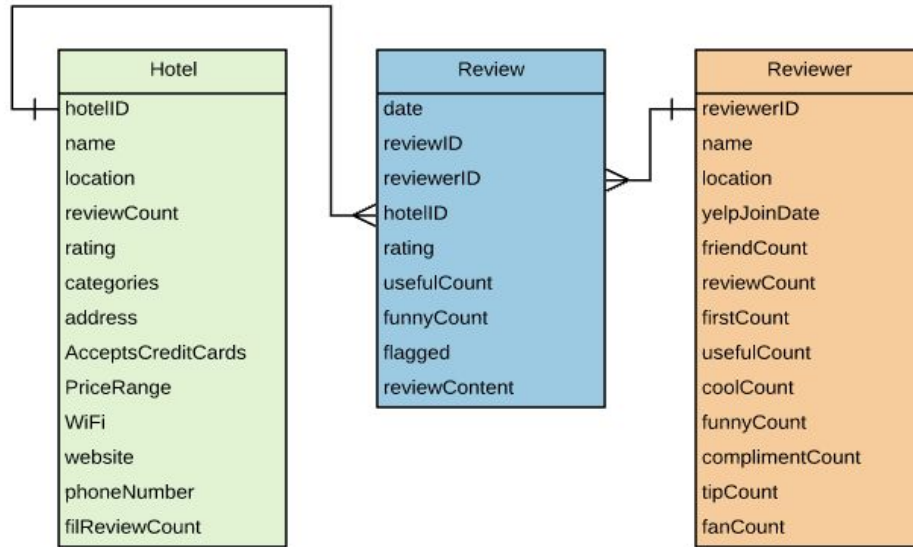 Hotel
hotelID
name
location
reviewCount
rating
categories
address
AcceptsCreditCards
PriceRange
WiFi
website
phoneNumber
filReviewCount
Review
date
reviewID
reviewerID
hotelID
rating
usefulCount
funnyCount
flagged
reviewContent
Reviewer
reviewerID
name
location
yelpJoinDate
friendCount
reviewCount
firstCount
usefulCount
coolCount
funnyCount
complimentCount
tipCount
fanCount